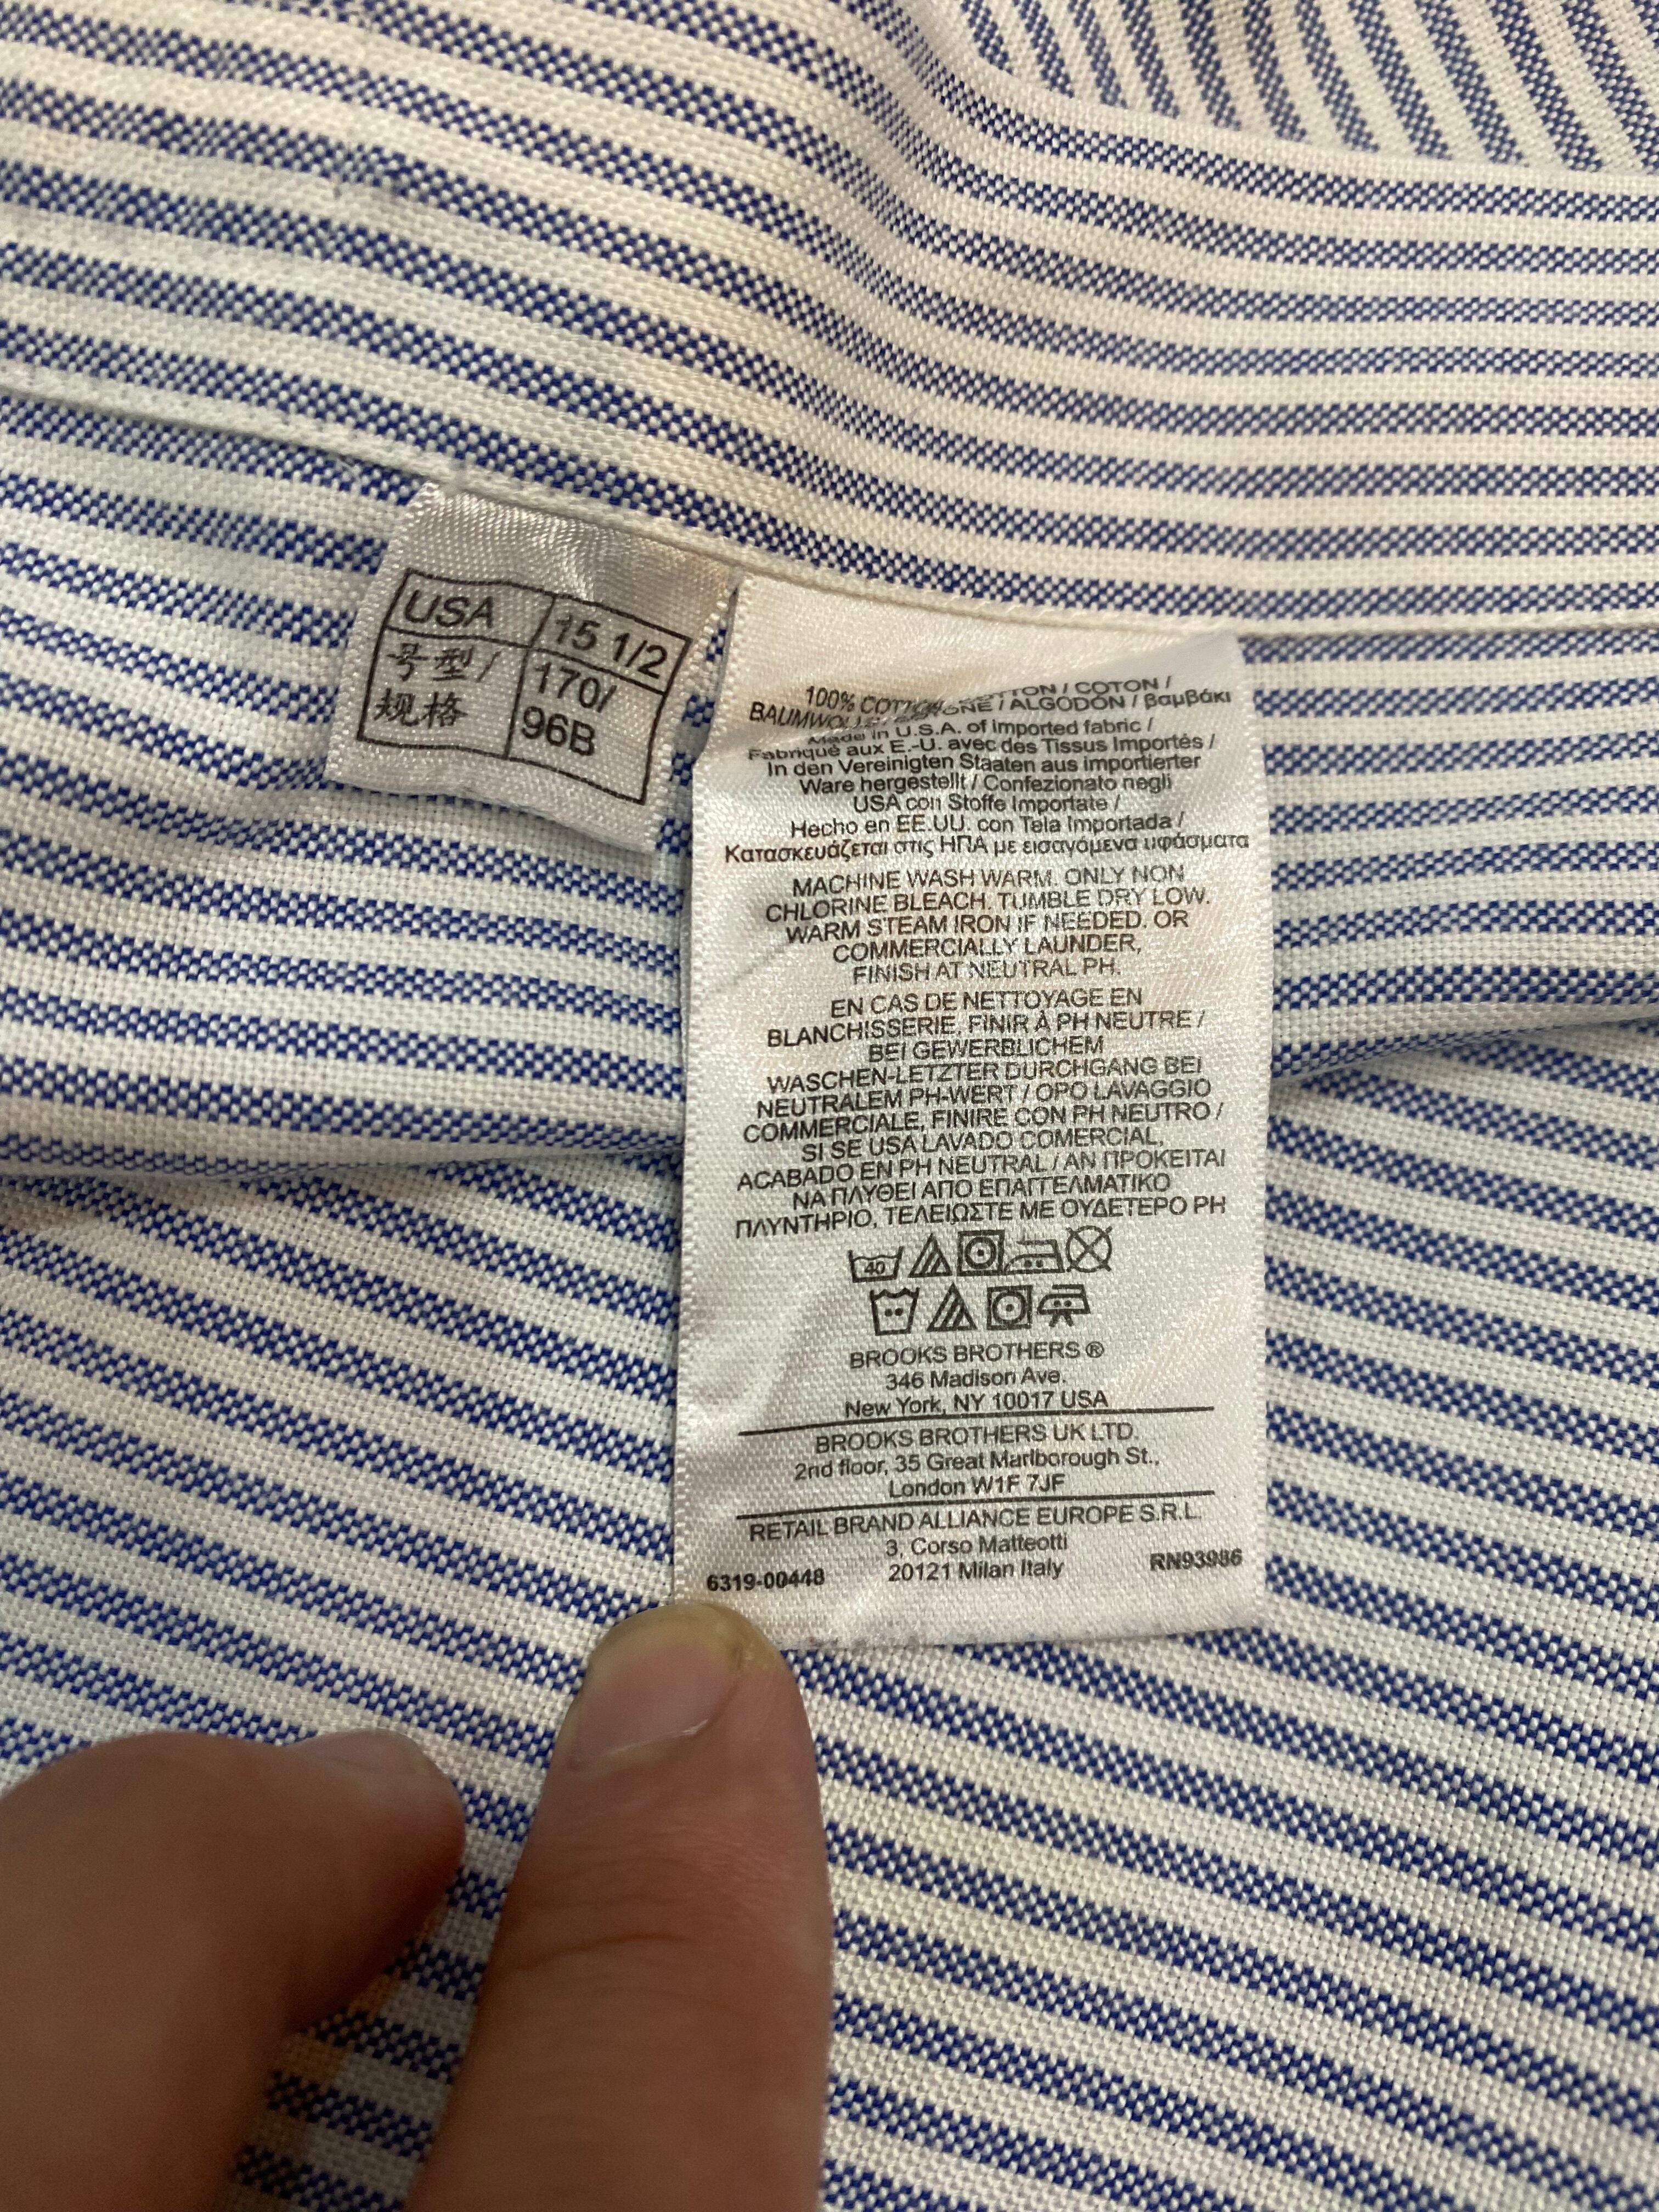 USA 15 1/2
号型/ 170/
规格 96B
100% COTTON / COTON /
BAUMWOLLE / ALGODÓN / βαμβάκι
Made in U.S.A. of imported fabric /
Fabriqué aux E.-U. avec des Tissus Importés /
In den Vereinigten Staaten aus importierter
Ware hergestellt / Confezionato negli
USA con Stoffe Importate /
Hecho en EE.UU. con Tela Importada /
Κατασκευάζεται στις ΗΠΑ με εισαγόμενα υφάσματα
MACHINE WASH WARM. ONLY NON
CHLORINE BLEACH. TUMBLE DRY LOW.
WARM STEAM IRON IF NEEDED. OR
COMMERCIALLY LAUNDER,
FINISH AT NEUTRAL PH.
EN CAS DE NETTOYAGE EN
BLANCHISSERIE, FINIR À PH NEUTRE /
BEI GEWERBLICHEM
WASCHEN-LETZTER DURCHGANG BEI
NEUTRALEM PH-WERT / OPO LAVAGGIO
COMMERCIALE, FINIRE CON PH NEUTRO /
SI SE USA LAVADO COMERCIAL,
ACABADO EN PH NEUTRAL / ΑΝ ΠΡΟΚΕΙΤΑΙ
ΝΑ ΠΛΥΘΕΙ ΑΠΟ ΕΠΑΓΓΕΛΜΑΤΙΚΟ
ΠΛΥΝΤΗΡΙΟ, ΤΕΛΕΙΩΣΤΕ ΜΕ ΟΥΔΕΤΕΡΟ PH
40
BROOKS BROTHERS ®
346 Madison Ave.
New York, NY 10017 USA
BROOKS BROTHERS UK LTD.
2nd floor, 35 Great Marlborough St.,
London W1F 7JF
RETAIL BRAND ALLIANCE EUROPE S.R.L.
3, Corso Matteotti
6319-00448 20121 Milan Italy RN93986